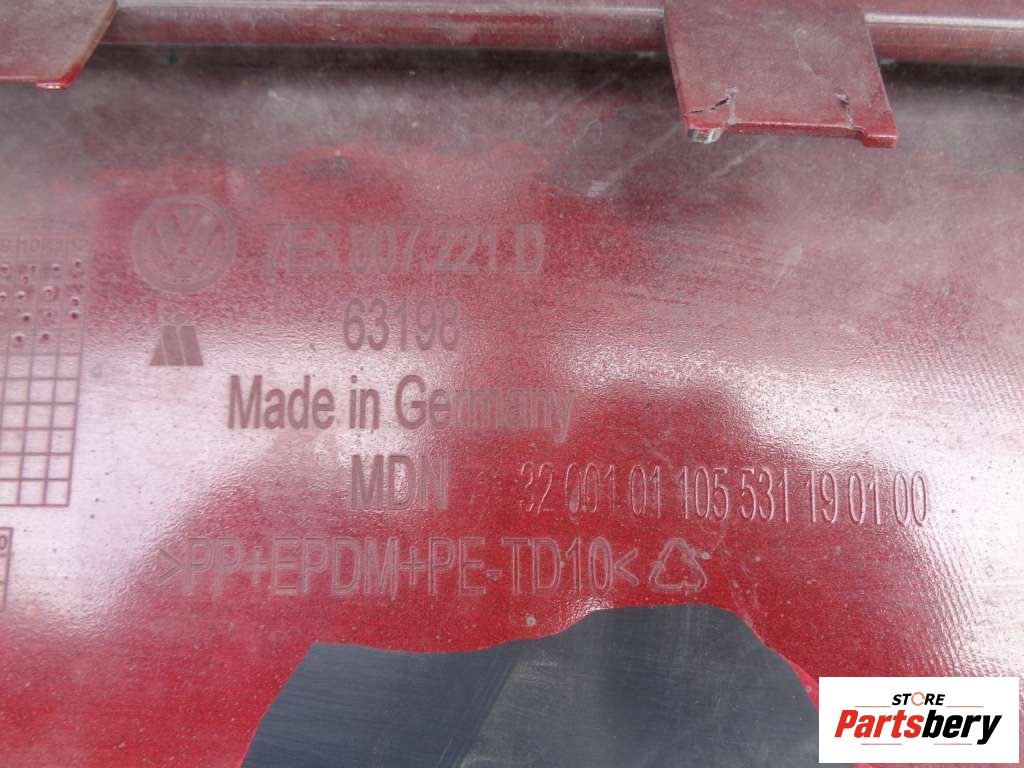 7E5 807 221 D
63198
Made in Germany
MDN 32 001 01 105 531 19 01 00
>PP+EPDM+PE-TD10<
STORE
Partsbery